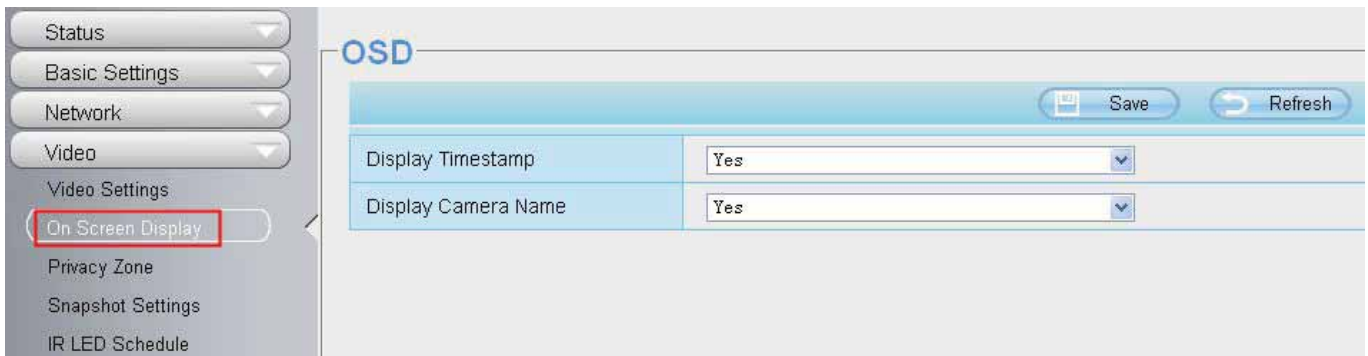 Status
Basic Settings
Network
Video
Video Settings
On Screen Display
Privacy Zone
Snapshot Settings
IR LED Schedule
OSD
Save Refresh
Display Timestamp Yes
Display Camera Name Yes